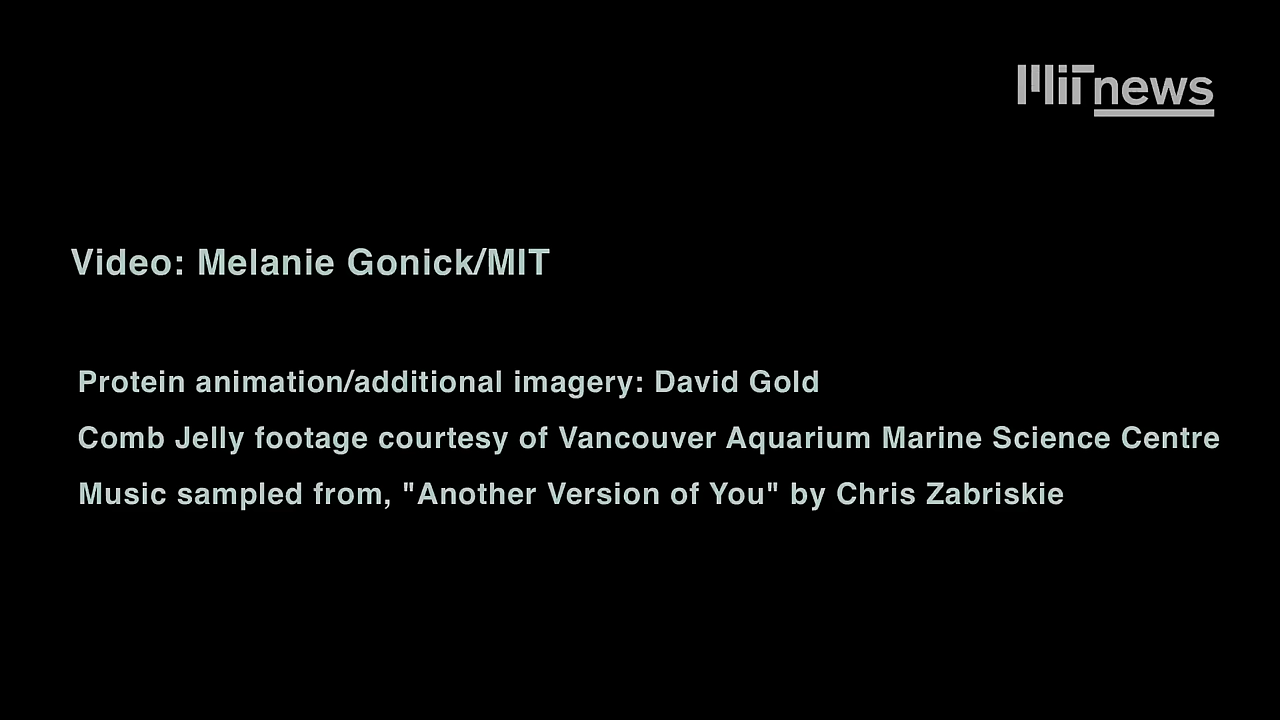 MIT news
Video: Melanie Gonick/MIT
Protein animation/additional imagery: David Gold
Comb Jelly footage courtesy of Vancouver Aquarium Marine Science Centre
Music sampled from, "Another Version of You" by Chris Zabriskie